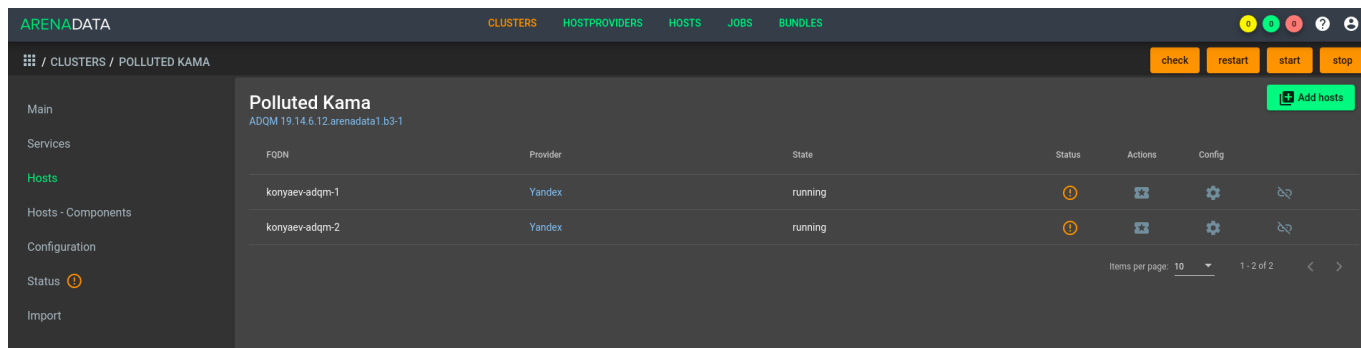 ARENADATA CLUSTERS HOSTPROVIDERS HOSTS JOBS BUNDLES 0 0 0 ?
/ CLUSTERS / POLLUTED KAMA check restart start stop
Main
Services
Hosts
Hosts - Components
Configuration
Status
Import
Polluted Kama
ADQM 19.14.6.12.arenadata1.b3-1
Add hosts
FQDN Provider State Status Actions Config
konyaev-adqm-1 Yandex running
konyaev-adqm-2 Yandex running
Items per page: 10 1 - 2 of 2